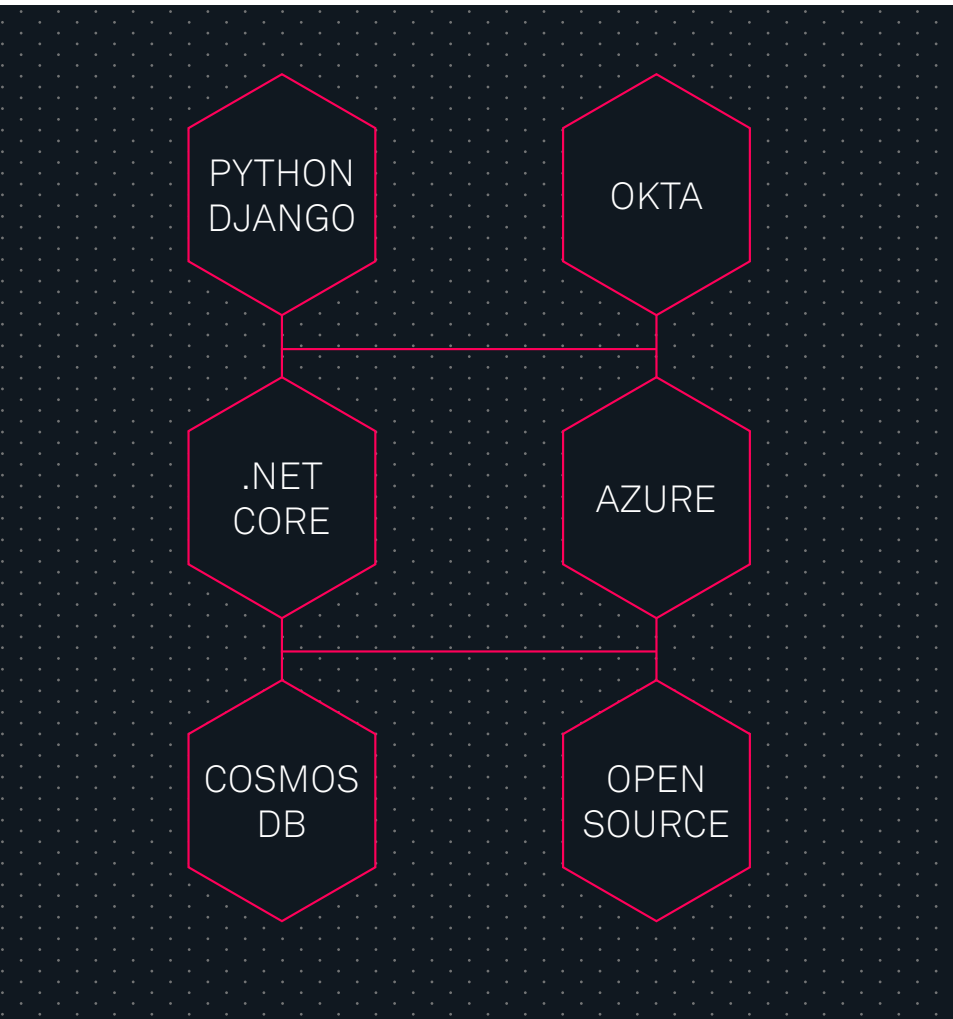 PYTHON
DJANGO
OKTA
.NET
CORE
AZURE
COSMOS
DB
OPEN
SOURCE